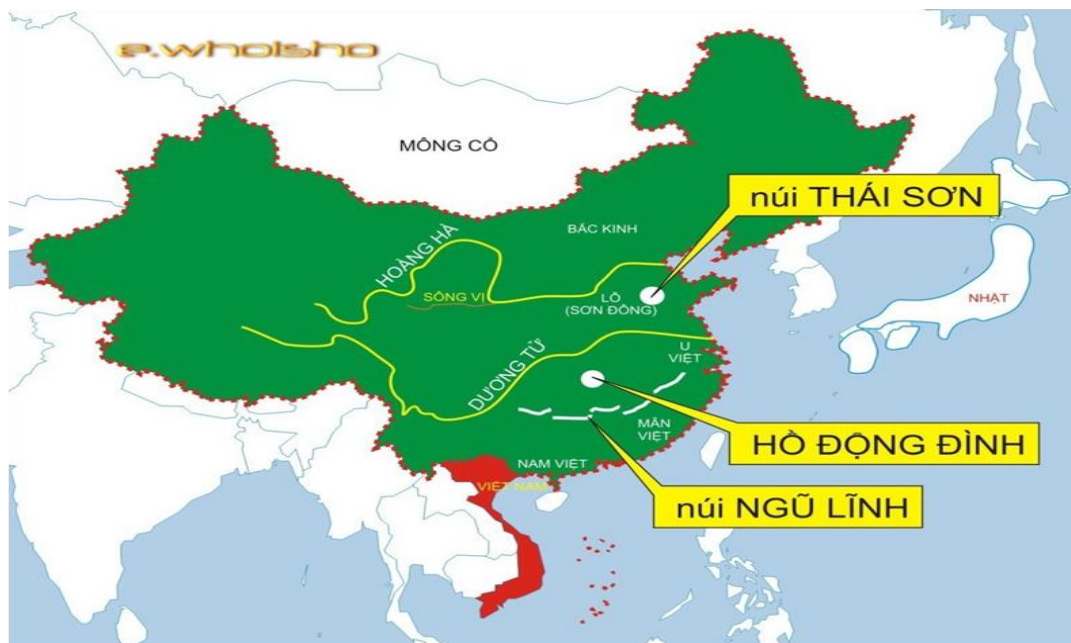 e.wholsho
MÔNG CỔ
núi THÁI SƠN
BẮC KINH
HOÀNG HÀ
SÔNG VỊ
LỖ
(SƠN ĐÔNG)
NHẬT
DƯƠNG TỬ
U
VIỆT
MÂN
VIỆT
HỒ ĐỘNG ĐÌNH
NAM VIỆT
VIỆT NAM
núi NGŨ LĨNH